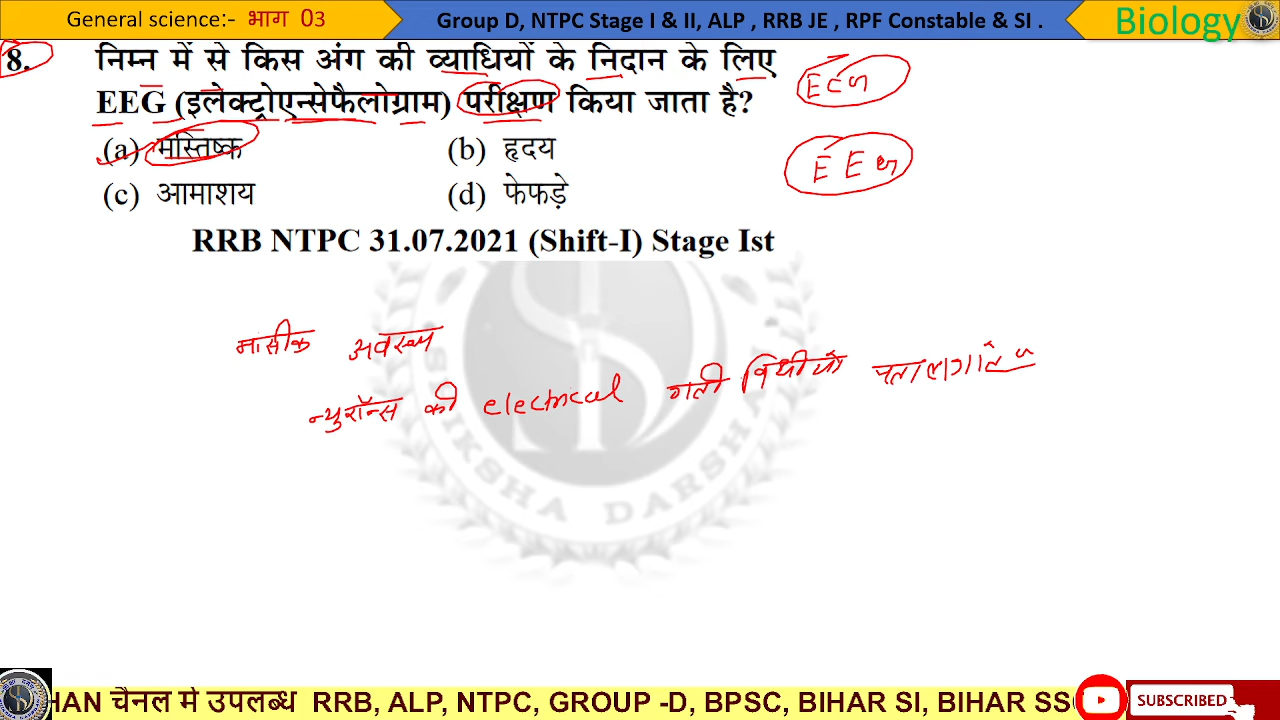 General science:- भाग 03
Group D, NTPC Stage I & II, ALP , RRB JE , RPF Constable & SI .
Biology
8. निम्न में से किस अंग की व्याधियों के निदान के लिए
EEG (इलेक्ट्रोएन्सेफैलोग्राम) परीक्षण किया जाता है?
(a) मस्तिष्क (b) हृदय
(c) आमाशय (d) फेफड़े
RRB NTPC 31.07.2021 (Shift-I) Stage Ist
ECG
EEG
अवस्था
न्युरॉन्स की electrical गती
SIKSHA DARSHAN
HAN चैनल मे उपलब्ध RRB, ALP, NTPC, GROUP -D, BPSC, BIHAR SI, BIHAR SS
SUBSCRIBED